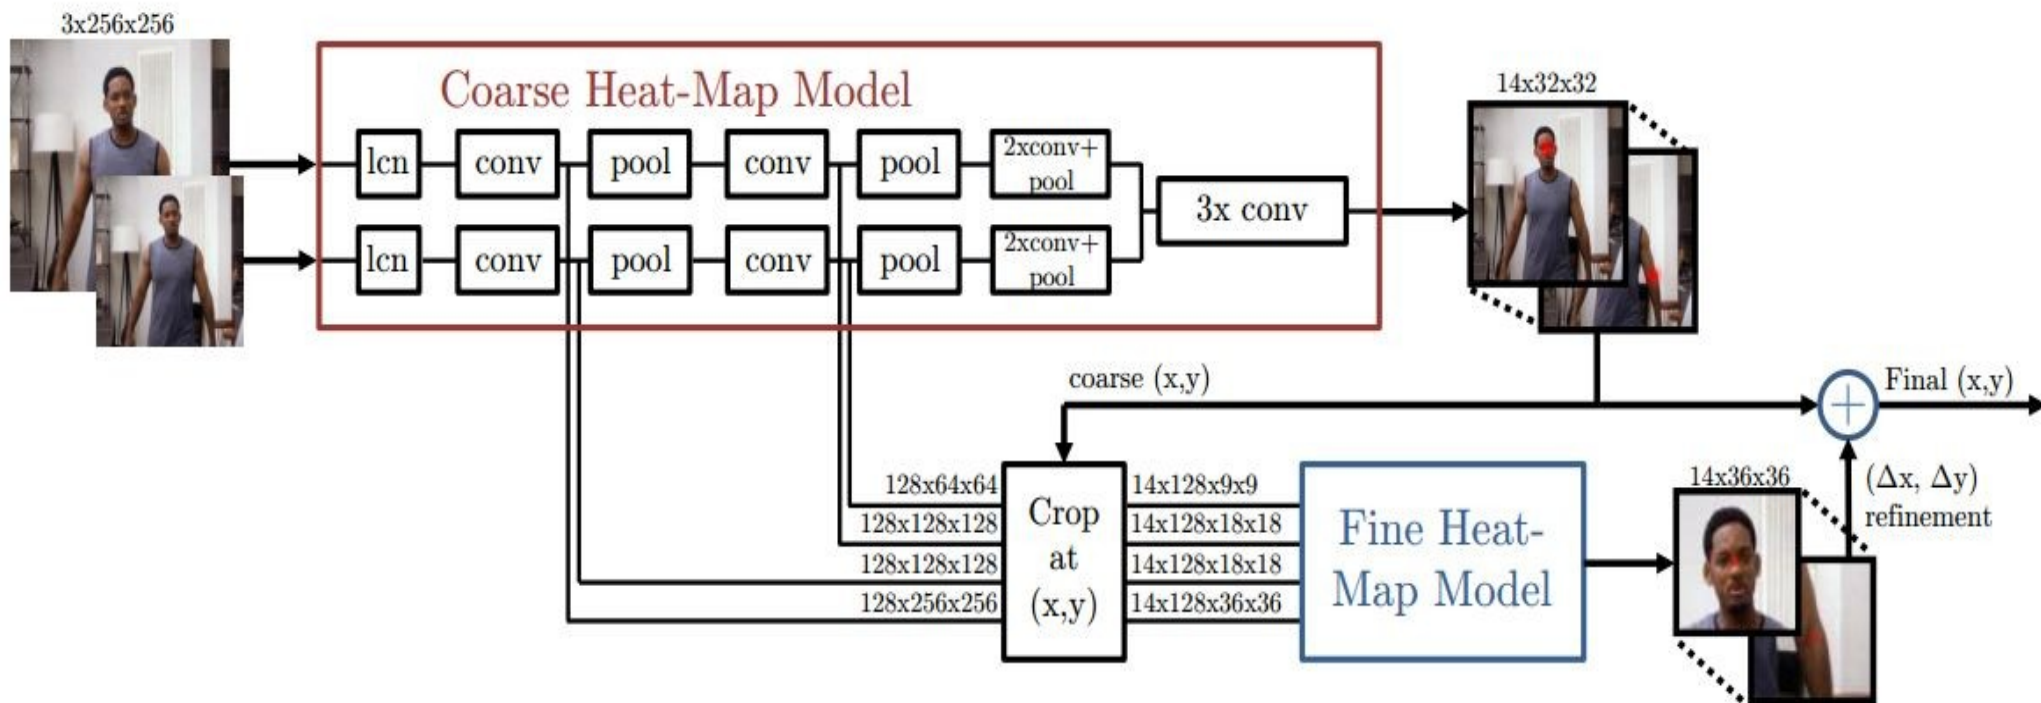 3x256x256
Coarse Heat-Map Model
lcn
conv
pool
conv
pool
2xconv+
pool
lcn
conv
pool
conv
pool
2xconv+
pool
3x conv
14x32x32
coarse (x,y)
Final (x,y)
128x64x64
128x128x128
128x128x128
128x256x256
Crop
at
(x,y)
14x128x9x9
14x128x18x18
14x128x18x18
14x128x36x36
Fine Heat-
Map Model
14x36x36
(Δx, Δy)
refinement